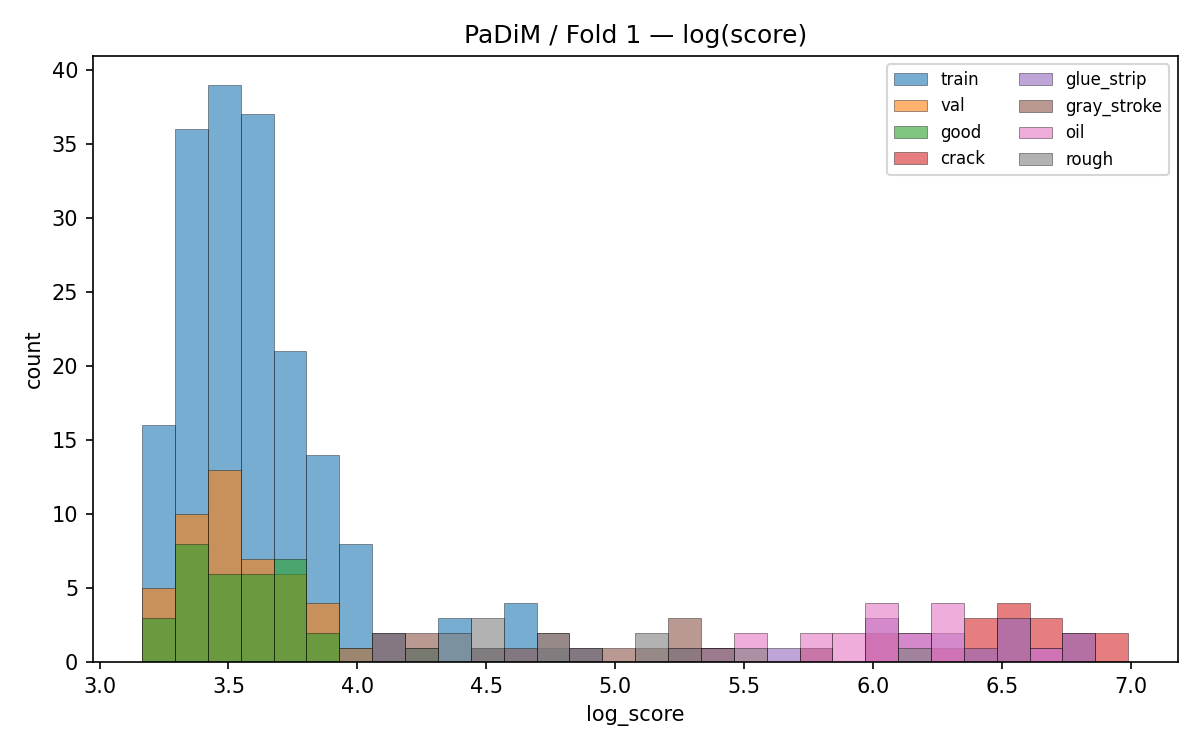 PaDiM / Fold 1 — log(score)
train
val
good
crack
glue_strip
gray_stroke
oil
rough
count
40
35
30
25
20
15
10
5
0
3.0 3.5 4.0 4.5 5.0 5.5 6.0 6.5 7.0
log_score